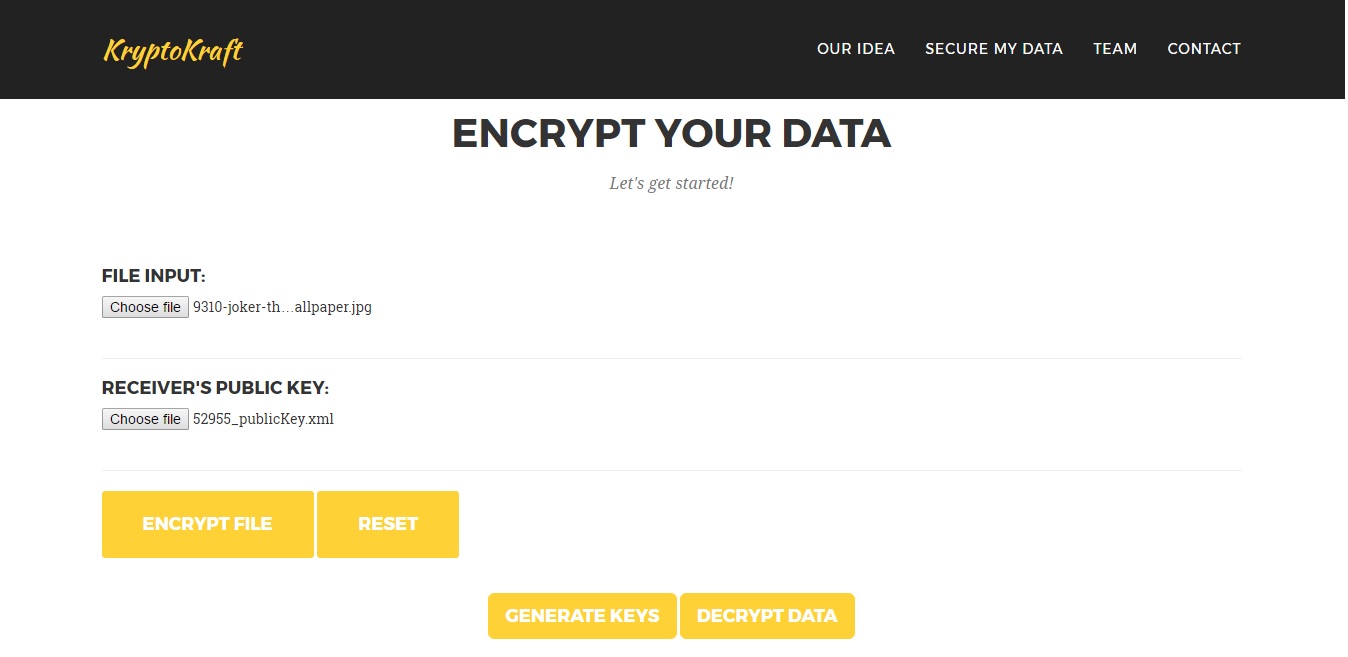 KryptoKraft OUR IDEA SECURE MY DATA TEAM CONTACT
ENCRYPT YOUR DATA
Let's get started!
FILE INPUT:
Choose file 9310-joker-th...allpaper.jpg
RECEIVER'S PUBLIC KEY:
Choose file 52955_publicKey.xml
ENCRYPT FILE RESET
GENERATE KEYS DECRYPT DATA